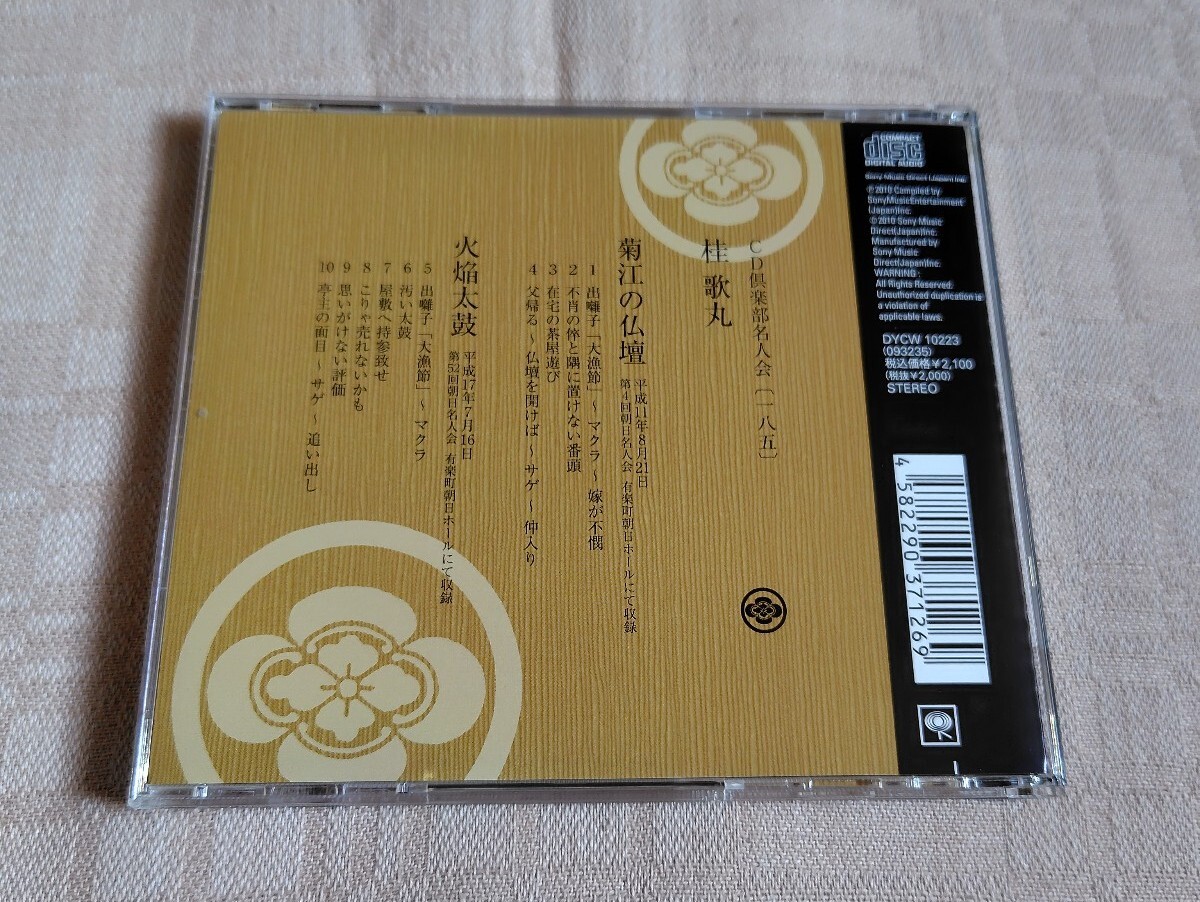 CD倶楽部名人会〔一八五〕
桂 歌丸
菊江の仏壇
平成11年8月21日
第4回朝日名人会 有楽町朝日ホールにて収録
1 出囃子「大漁節」～マクラ～嫁が不憫
2 不肖の倅と隅に置けない番頭
3 在宅の茶屋遊び
4 父帰る～仏壇を開けば～サゲ～仲入り
火焔太鼓
平成17年7月16日
第52回朝日名人会 有楽町朝日ホールにて収録
5 出囃子「大漁節」～マクラ
6 汚い太鼓
7 屋敷へ持参致せ
8 こりゃ売れないかも
9 思いがけない評価
10 亭主の面目～サゲ～追い出し
COMPACT
disc
DIGITAL AUDIO
Sony Music Direct (Japan) Inc.
℗2010 Compiled by
SonyMusicEntertainment
(Japan)Inc.
©2010 Sony Music
Direct(Japan)Inc.
Manufactured by
Sony Music
Direct(Japan)Inc.
WARNING :
All Rights Reserved.
Unauthorized duplication is
a violation of
applicable laws.
DYCW 10223
(093235)
税込価格¥2,100
(税抜¥2,000)
STEREO
4 582290 371269